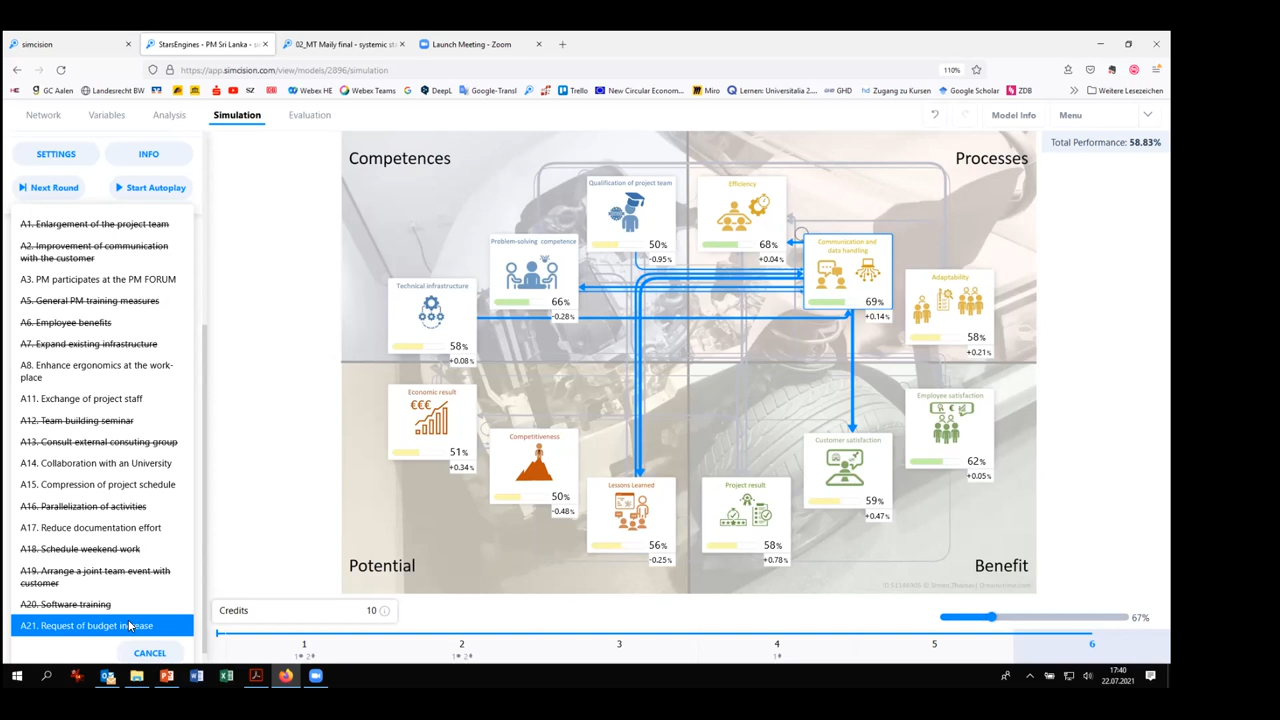 simcision
StarsEngines - PM Sri Lanka - si
02_MT Maily final - systemic st
Launch Meeting - Zoom
https://app.simcision.com/view/models/2896/simulation
110%
GC Aalen
Landesrecht BW
SZ
Webex HE
Webex Teams
DeepL
Google-Transl
Trello
New Circular Econom...
Miro
Lernen: Universitalia 2....
GHD
Zugang zu Kursen
Google Scholar
ZDB
Weitere Lesezeichen
Network
Variables
Analysis
Simulation
Evaluation
Model Info
Menu
SETTINGS
INFO
Next Round
Start Autoplay
Total Performance: 58.83%
A1. Enlargement of the project team
A2. Improvement of communication
with the customer
A3. PM participates at the PM FORUM
A5. General PM training measures
A6. Employee benefits
A7. Expand existing infrastructure
A8. Enhance ergonomics at the work-
place
A11. Exchange of project staff
A12. Team building seminar
A13. Consult external consuting group
A14. Collaboration with an University
A15. Compression of project schedule
A16. Parallelization of activities
A17. Reduce documentation effort
A18. Schedule weekend work
A19. Arrange a joint team event with
customer
A20. Software training
A21. Request of budget increase
CANCEL
Competences
Processes
Qualification of project team
50%
-0.95%
Efficiency
68%
+0.04%
Problem-solving competence
66%
-0.28%
Communication and
data handling
69%
+0.14%
Technical infrastructure
58%
+0.08%
Adaptability
58%
+0.21%
Economic result
€€€
51%
+0.34%
Employee satisfaction
62%
+0.05%
Competitiveness
50%
-0.48%
Customer satisfaction
59%
+0.47%
Lessons Learned
56%
-0.25%
Project result
58%
+0.78%
Potential
Benefit
Credits
10
67%
1
2
3
4
5
6
17:40
22.07.2021